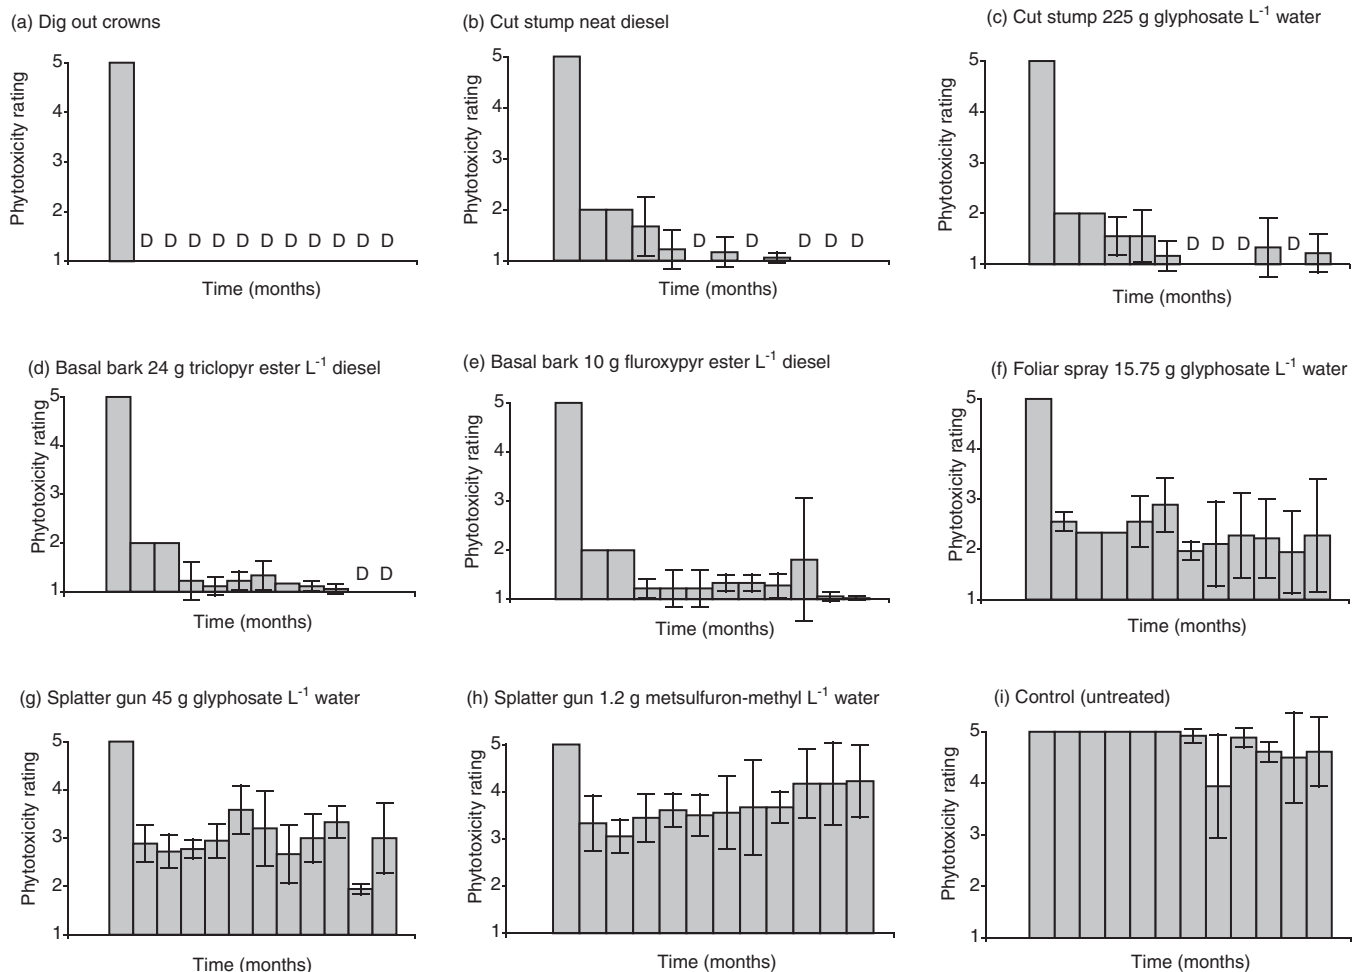 (a) Dig out crowns
5
4
3
2
1
Phytotoxicity rating
D D D D D D D D D D D
Time (months)
(b) Cut stump neat diesel
5
4
3
2
1
Phytotoxicity rating
D D D D D
Time (months)
(c) Cut stump 225 g glyphosate L-1 water
5
4
3
2
1
Phytotoxicity rating
D D D D
Time (months)
(d) Basal bark 24 g triclopyr ester L-1 diesel
5
4
3
2
1
Phytotoxicity rating
D D
Time (months)
(e) Basal bark 10 g fluroxypyr ester L-1 diesel
5
4
3
2
1
Phytotoxicity rating
Time (months)
(f) Foliar spray 15.75 g glyphosate L-1 water
5
4
3
2
1
Phytotoxicity rating
Time (months)
(g) Splatter gun 45 g glyphosate L-1 water
5
4
3
2
1
Phytotoxicity rating
Time (months)
(h) Splatter gun 1.2 g metsulfuron-methyl L-1 water
5
4
3
2
1
Phytotoxicity rating
Time (months)
(i) Control (untreated)
5
4
3
2
1
Phytotoxicity rating
Time (months)